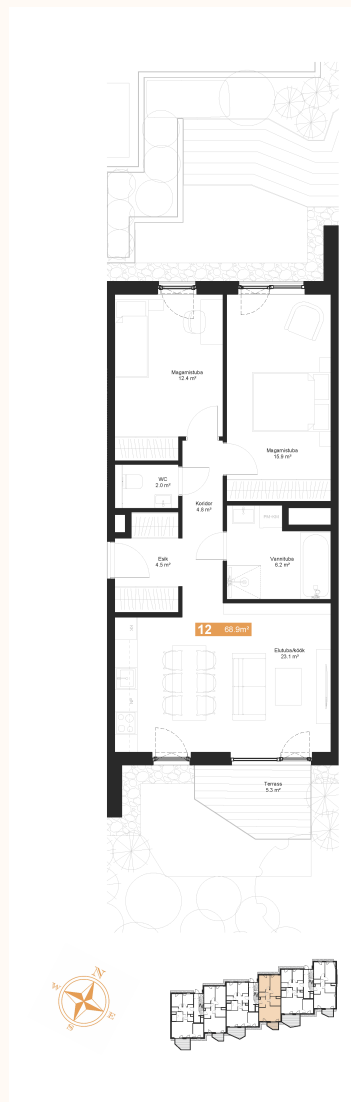 Magamistuba
12.4 m²
Magamistuba
15.9 m²
WC
2.0 m²
Koridor
4.8 m²
Esik
4.5 m²
Vannituba
6.2 m²
12 68.9m²
Elutuba/köök
23.1 m²
Terrass
5.3 m²